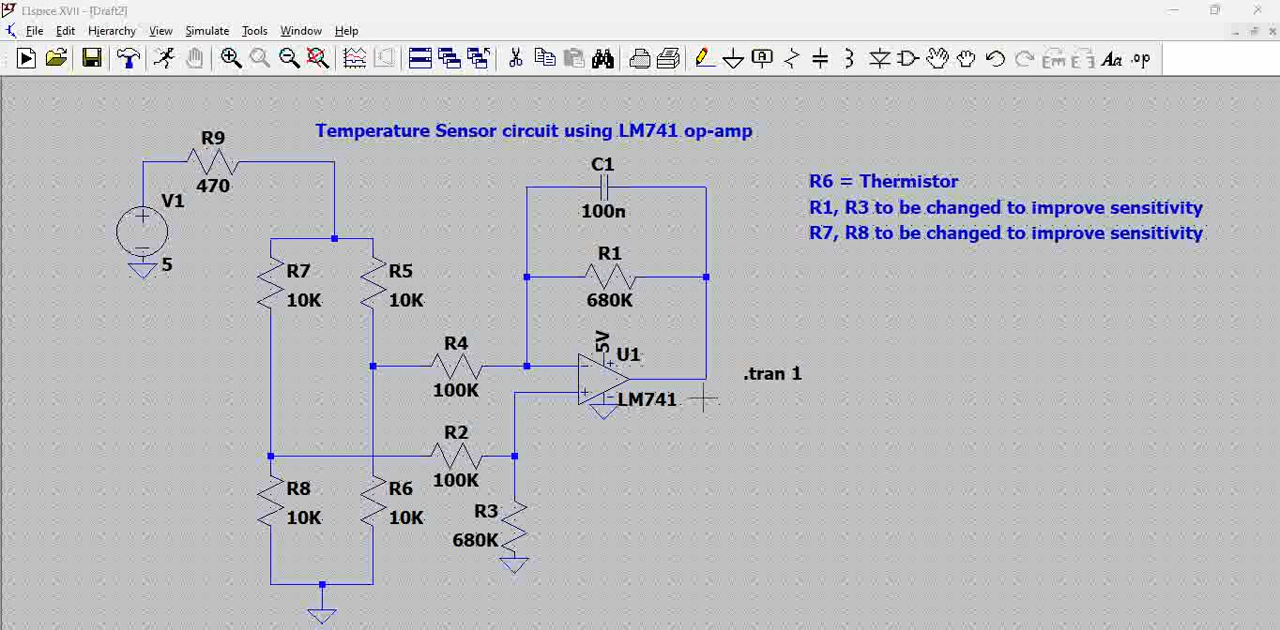 LTspice XVII - [Draft2]
File Edit Hierarchy View Simulate Tools Window Help
Aa .op
Temperature Sensor circuit using LM741 op-amp
R9
470
V1
5
C1
100n
R6 = Thermistor
R1, R3 to be changed to improve sensitivity
R7, R8 to be changed to improve sensitivity
R7
10K
R5
10K
R1
680K
R4
100K
5V
U1
LM741
.tran 1
R2
100K
R8
10K
R6
10K
R3
680K